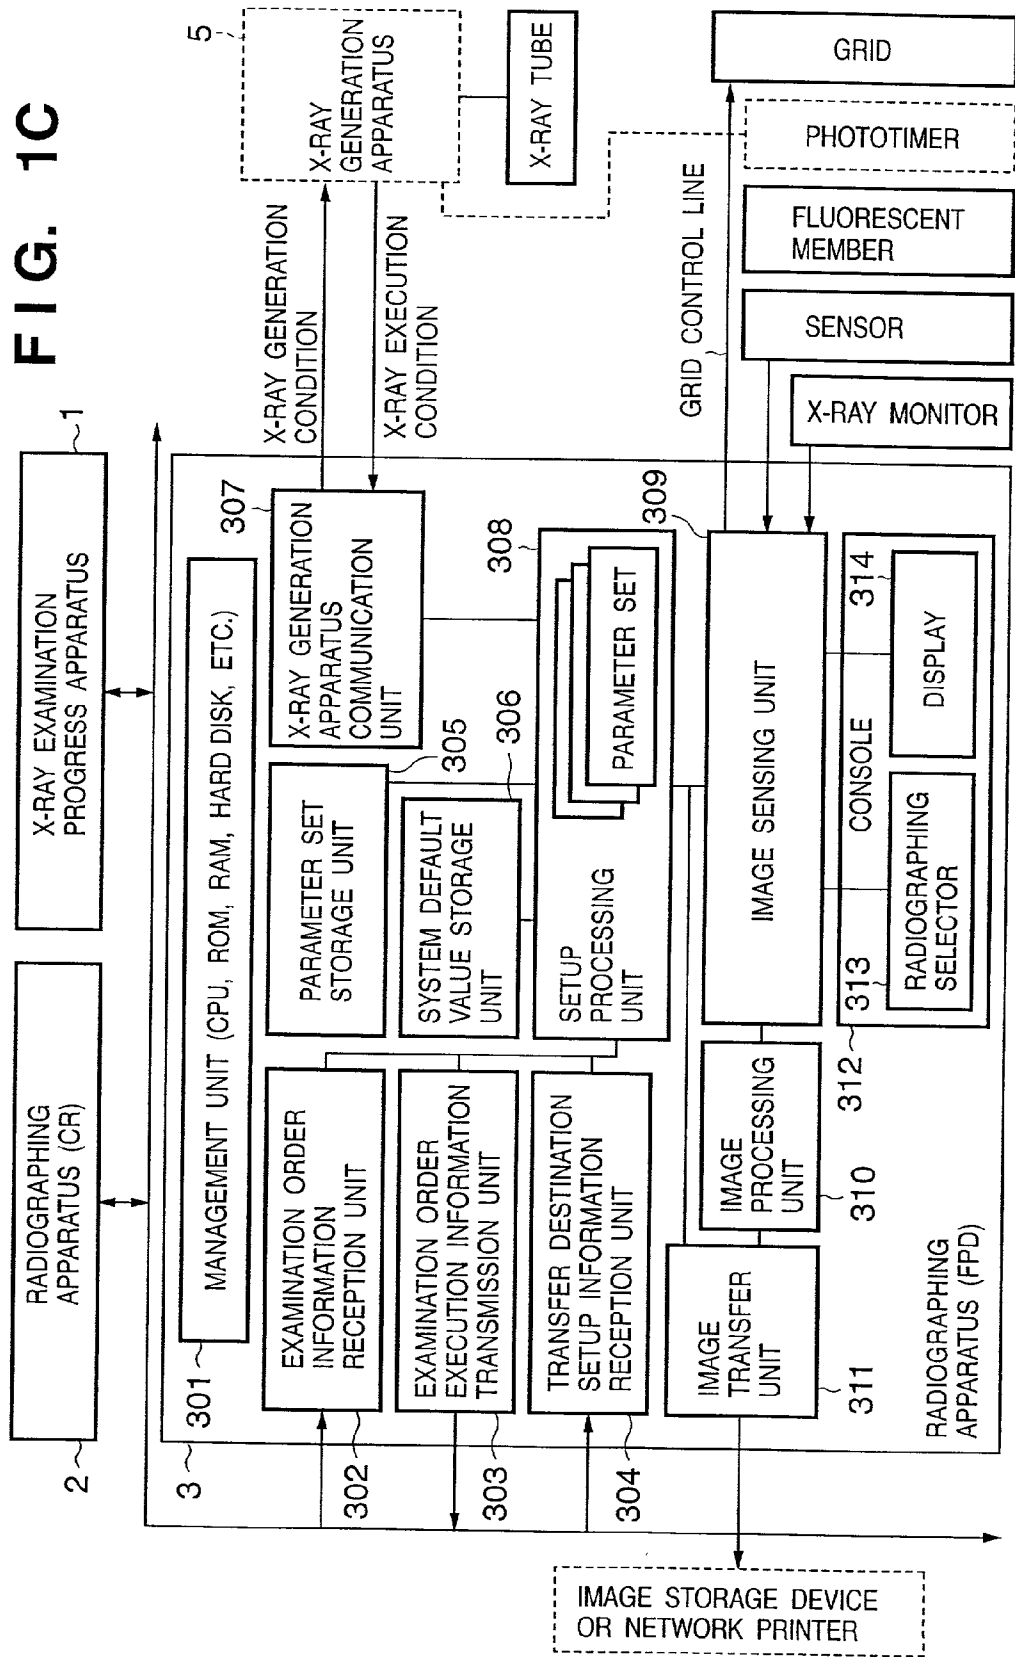 FIG. 1C
RADIOGRAPHING
APPARATUS (CR)
2
X-RAY EXAMINATION
PROGRESS APPARATUS
1
3
301
MANAGEMENT UNIT (CPU, ROM, RAM, HARD DISK, ETC.)
302
EXAMINATION ORDER
INFORMATION
RECEPTION UNIT
303
EXAMINATION ORDER
EXECUTION INFORMATION
TRANSMISSION UNIT
304
TRANSFER DESTINATION
SETUP INFORMATION
RECEPTION UNIT
PARAMETER SET
STORAGE UNIT
305
SYSTEM DEFAULT
VALUE STORAGE
UNIT
306
307
X-RAY GENERATION
APPARATUS
COMMUNICATION
UNIT
308
SETUP
PROCESSING
UNIT
PARAMETER SET
309
IMAGE SENSING UNIT
IMAGE
PROCESSING
UNIT
310
IMAGE
TRANSFER
UNIT
311
312
CONSOLE
313
RADIOGRAPHING
SELECTOR
314
DISPLAY
RADIOGRAPHING
APPARATUS (FPD)
IMAGE STORAGE DEVICE
OR NETWORK PRINTER
X-RAY GENERATION
CONDITION
X-RAY EXECUTION
CONDITION
5
X-RAY
GENERATION
APPARATUS
X-RAY TUBE
GRID CONTROL LINE
GRID
PHOTOTIMER
FLUORESCENT
MEMBER
SENSOR
X-RAY MONITOR